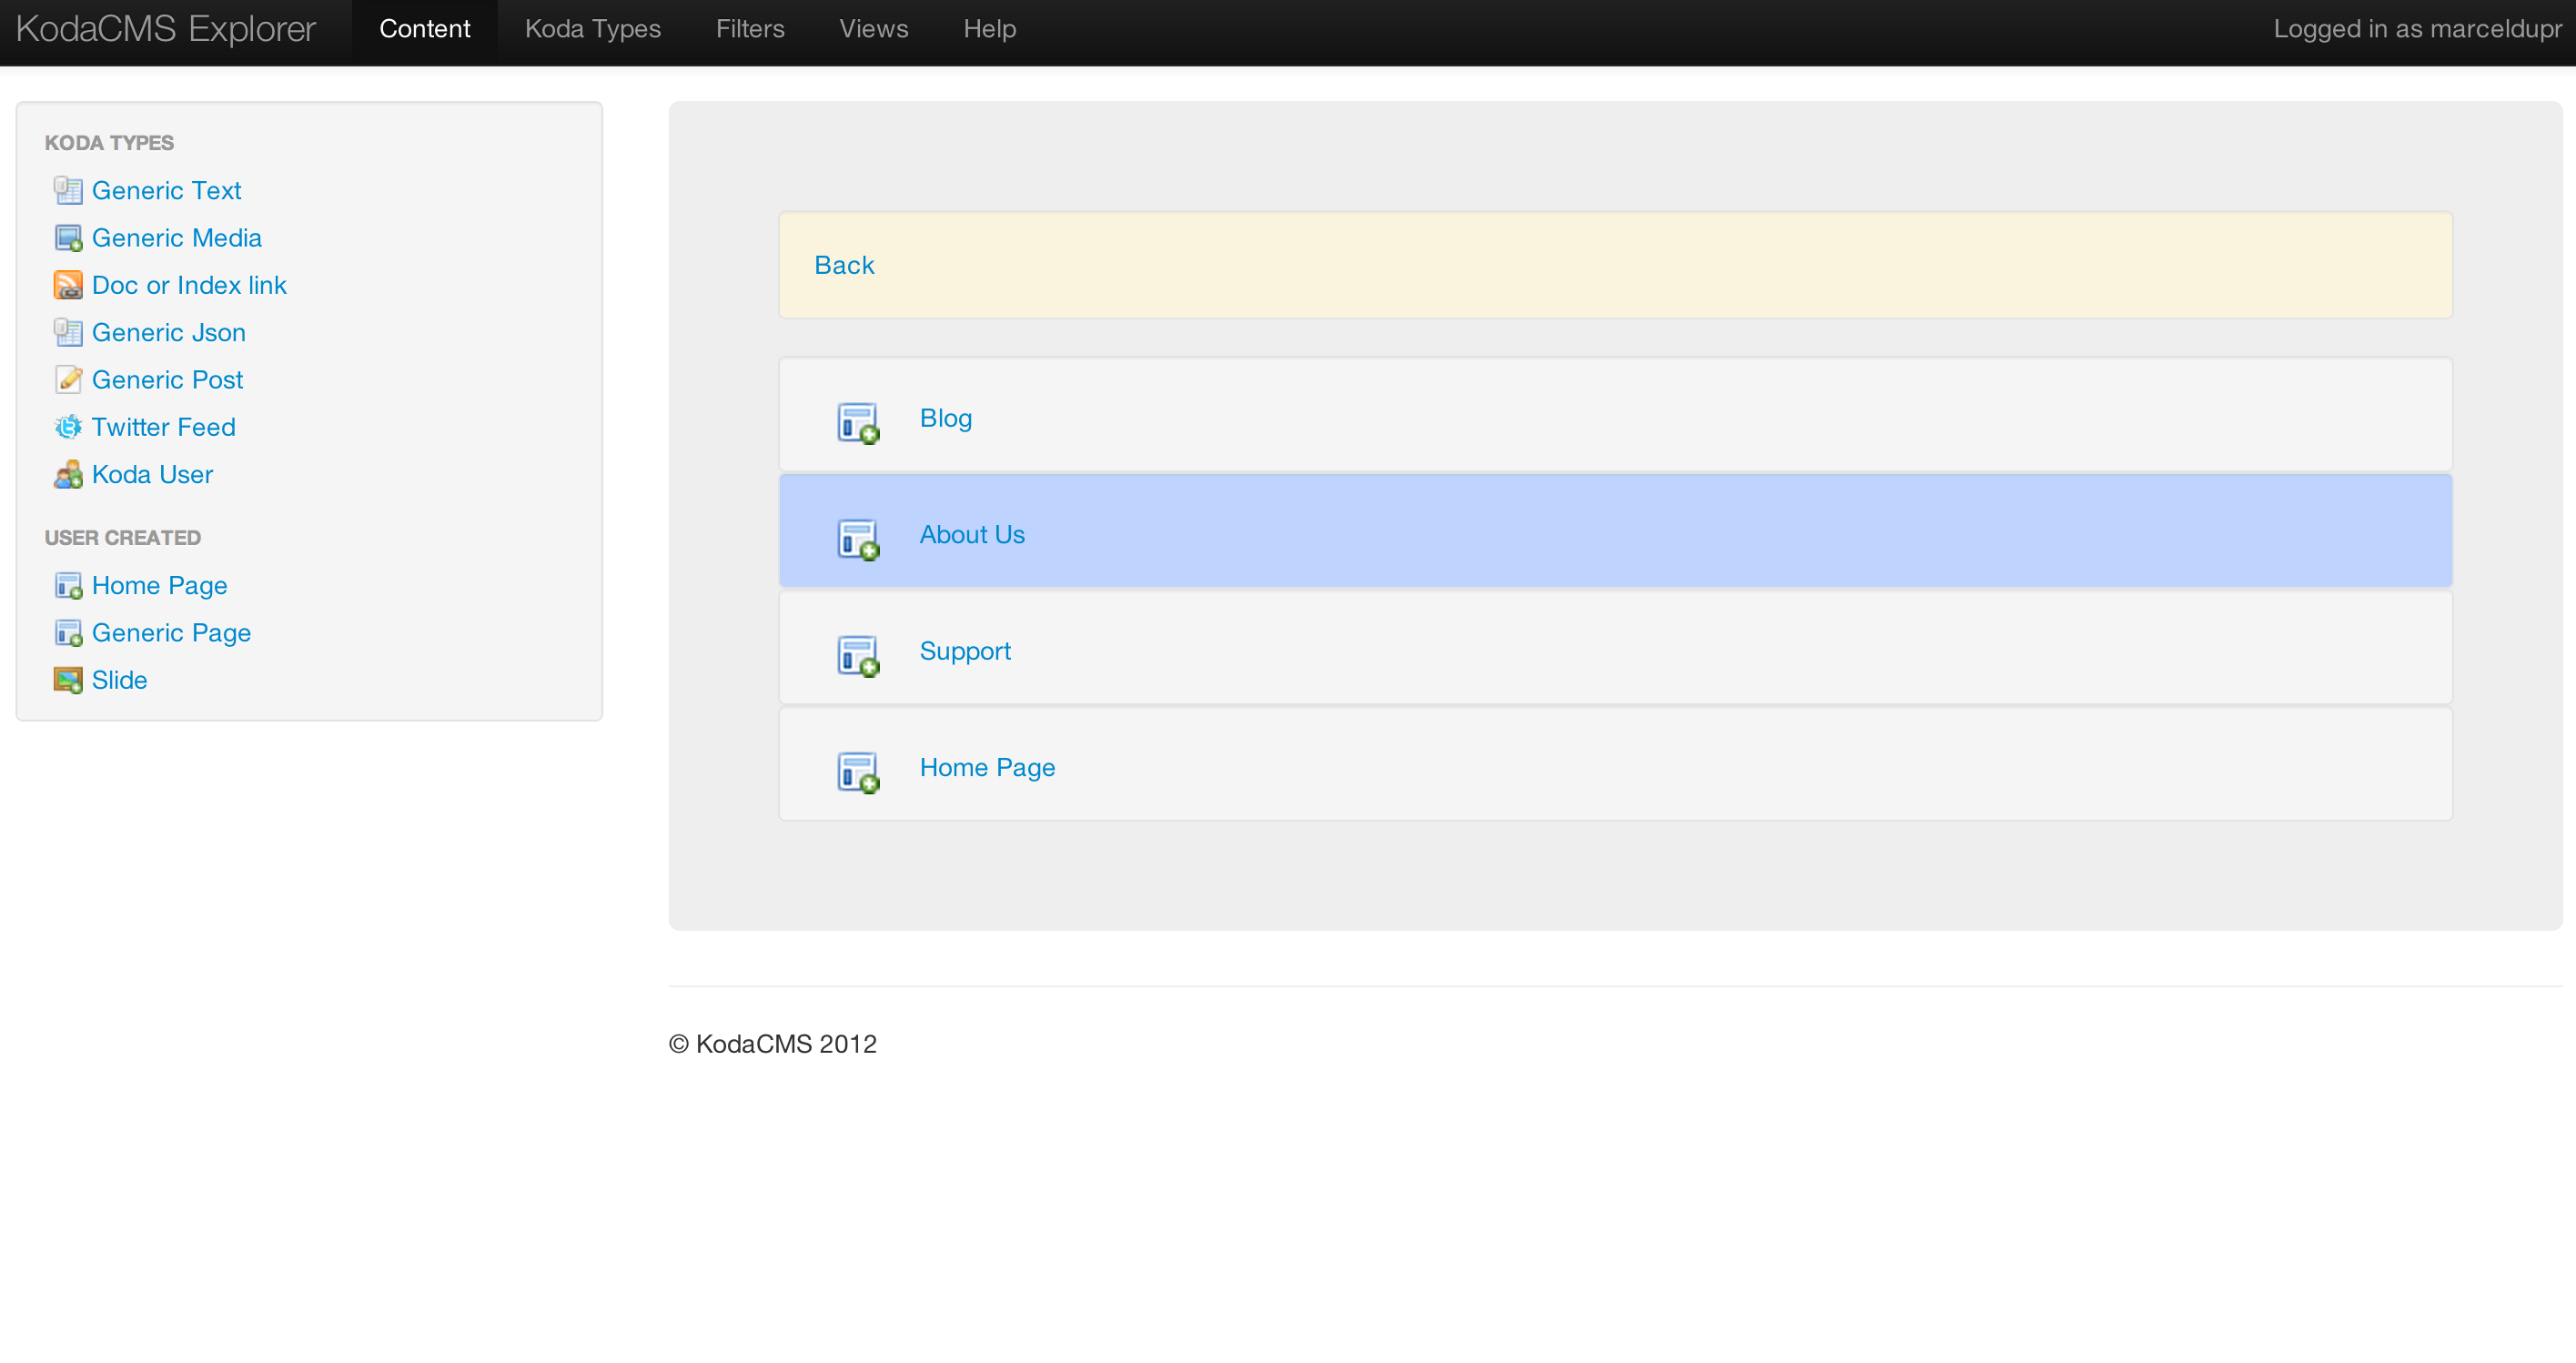 KodaCMS Explorer Content Koda Types Filters Views Help Logged in as marceldupr
KODA TYPES
Generic Text
Generic Media
Doc or Index link
Generic Json
Generic Post
Twitter Feed
Koda User
USER CREATED
Home Page
Generic Page
Slide
Back
Blog
About Us
Support
Home Page
© KodaCMS 2012